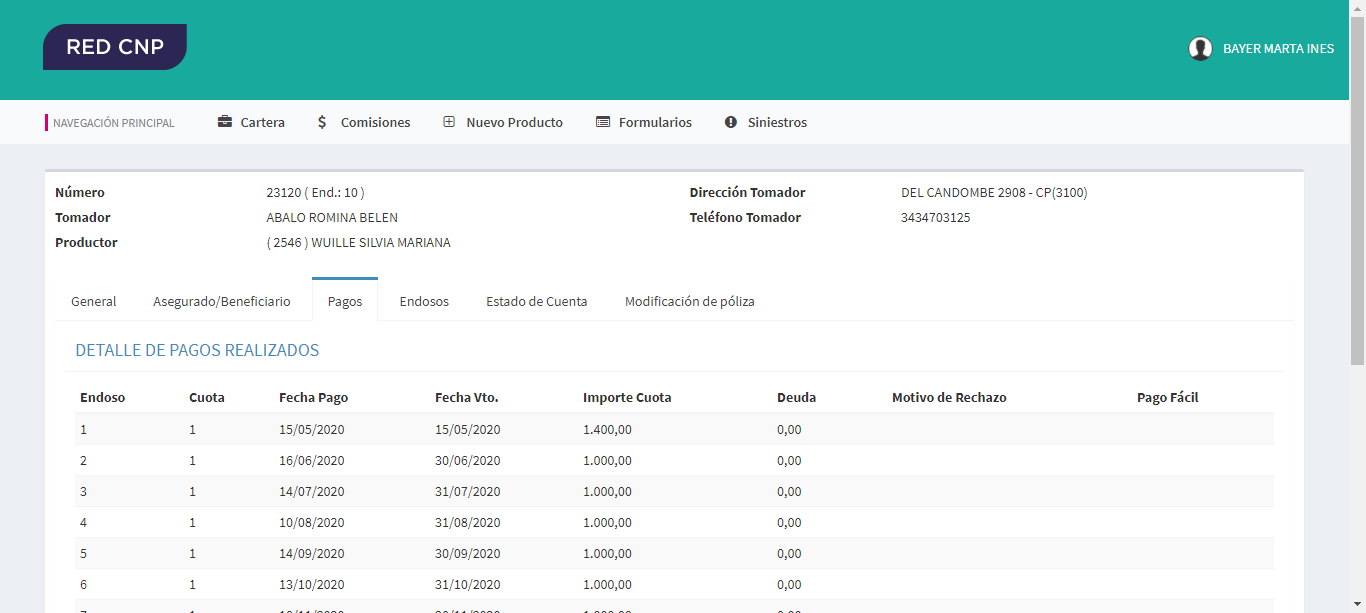 RED CNP
BAYER MARTA INES
NAVEGACIÓN PRINCIPAL Cartera $ Comisiones Nuevo Producto Formularios Siniestros
Número 23120 ( End.: 10 ) Dirección Tomador DEL CANDOMBE 2908 - CP(3100)
Tomador ABALO ROMINA BELEN Teléfono Tomador 3434703125
Productor ( 2546 ) WUILLE SILVIA MARIANA
General Asegurado/Beneficiario Pagos Endosos Estado de Cuenta Modificación de póliza
DETALLE DE PAGOS REALIZADOS
Endoso Cuota Fecha Pago Fecha Vto. Importe Cuota Deuda Motivo de Rechazo Pago Fácil
1 1 15/05/2020 15/05/2020 1.400,00 0,00
2 1 16/06/2020 30/06/2020 1.000,00 0,00
3 1 14/07/2020 31/07/2020 1.000,00 0,00
4 1 10/08/2020 31/08/2020 1.000,00 0,00
5 1 14/09/2020 30/09/2020 1.000,00 0,00
6 1 13/10/2020 31/10/2020 1.000,00 0,00